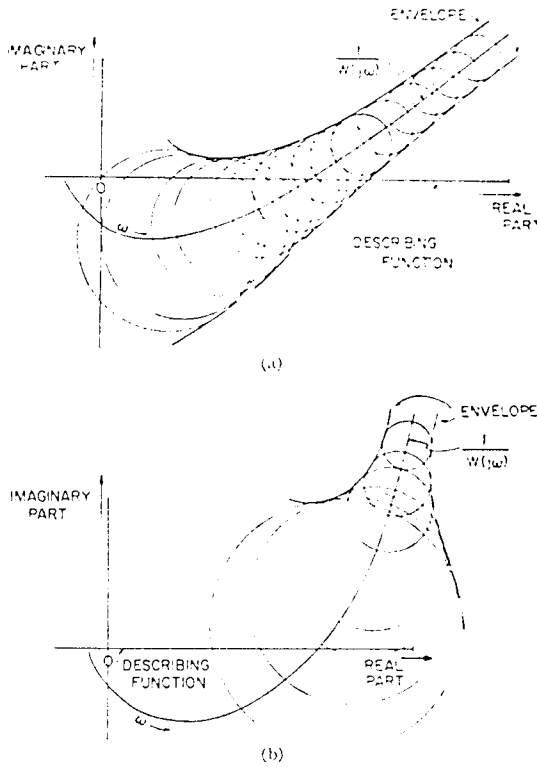 ENVELOPE
IMAGINARY
PART
1
W(jω)
O
ω
REAL
PART
DESCRIBING
FUNCTION
(a)
ENVELOPE
1
W(jω)
IMAGINARY
PART
O
DESCRIBING
FUNCTION
REAL
PART
ω
(b)